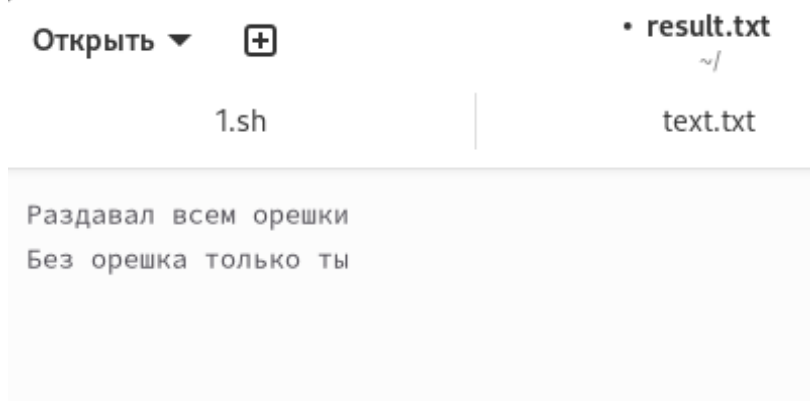 Открыть
• result.txt
~/
1.sh
text.txt
Раздавал всем орешки
Без орешка только ты